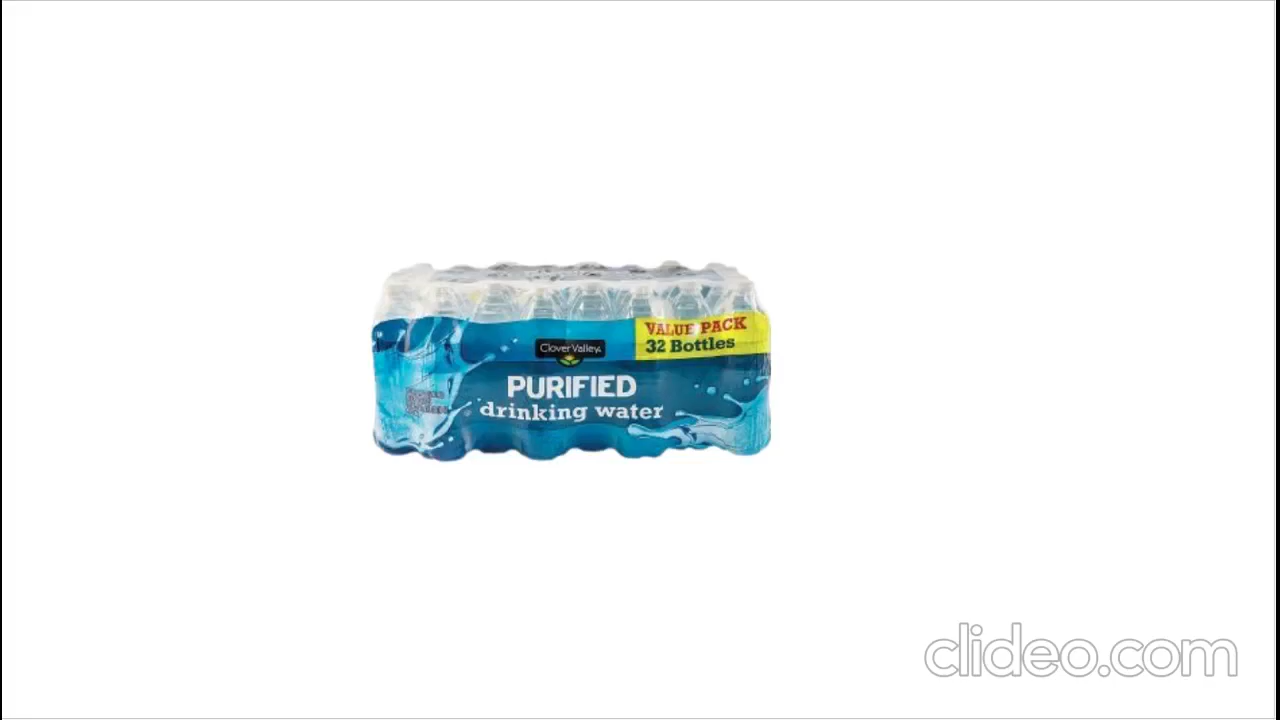 VALUE PACK
32 Bottles
Clover Valley.
PURIFIED
drinking water
clideo.com